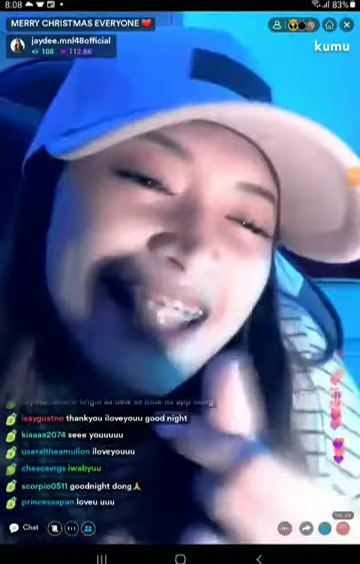 8:08
83%
MERRY CHRISTMAS EVERYONE ❤️
jaydee.mnl48official
108 112.6K
kumu
isayguatno thankyou iloveyouu good night
kiaaaa2074 seee youuuuu
useraltheamulion iloveyouuu
chescavrgs iwabyuu
scorpio0511 goodnight dong🙏
princessapan loveu uuu
Chat